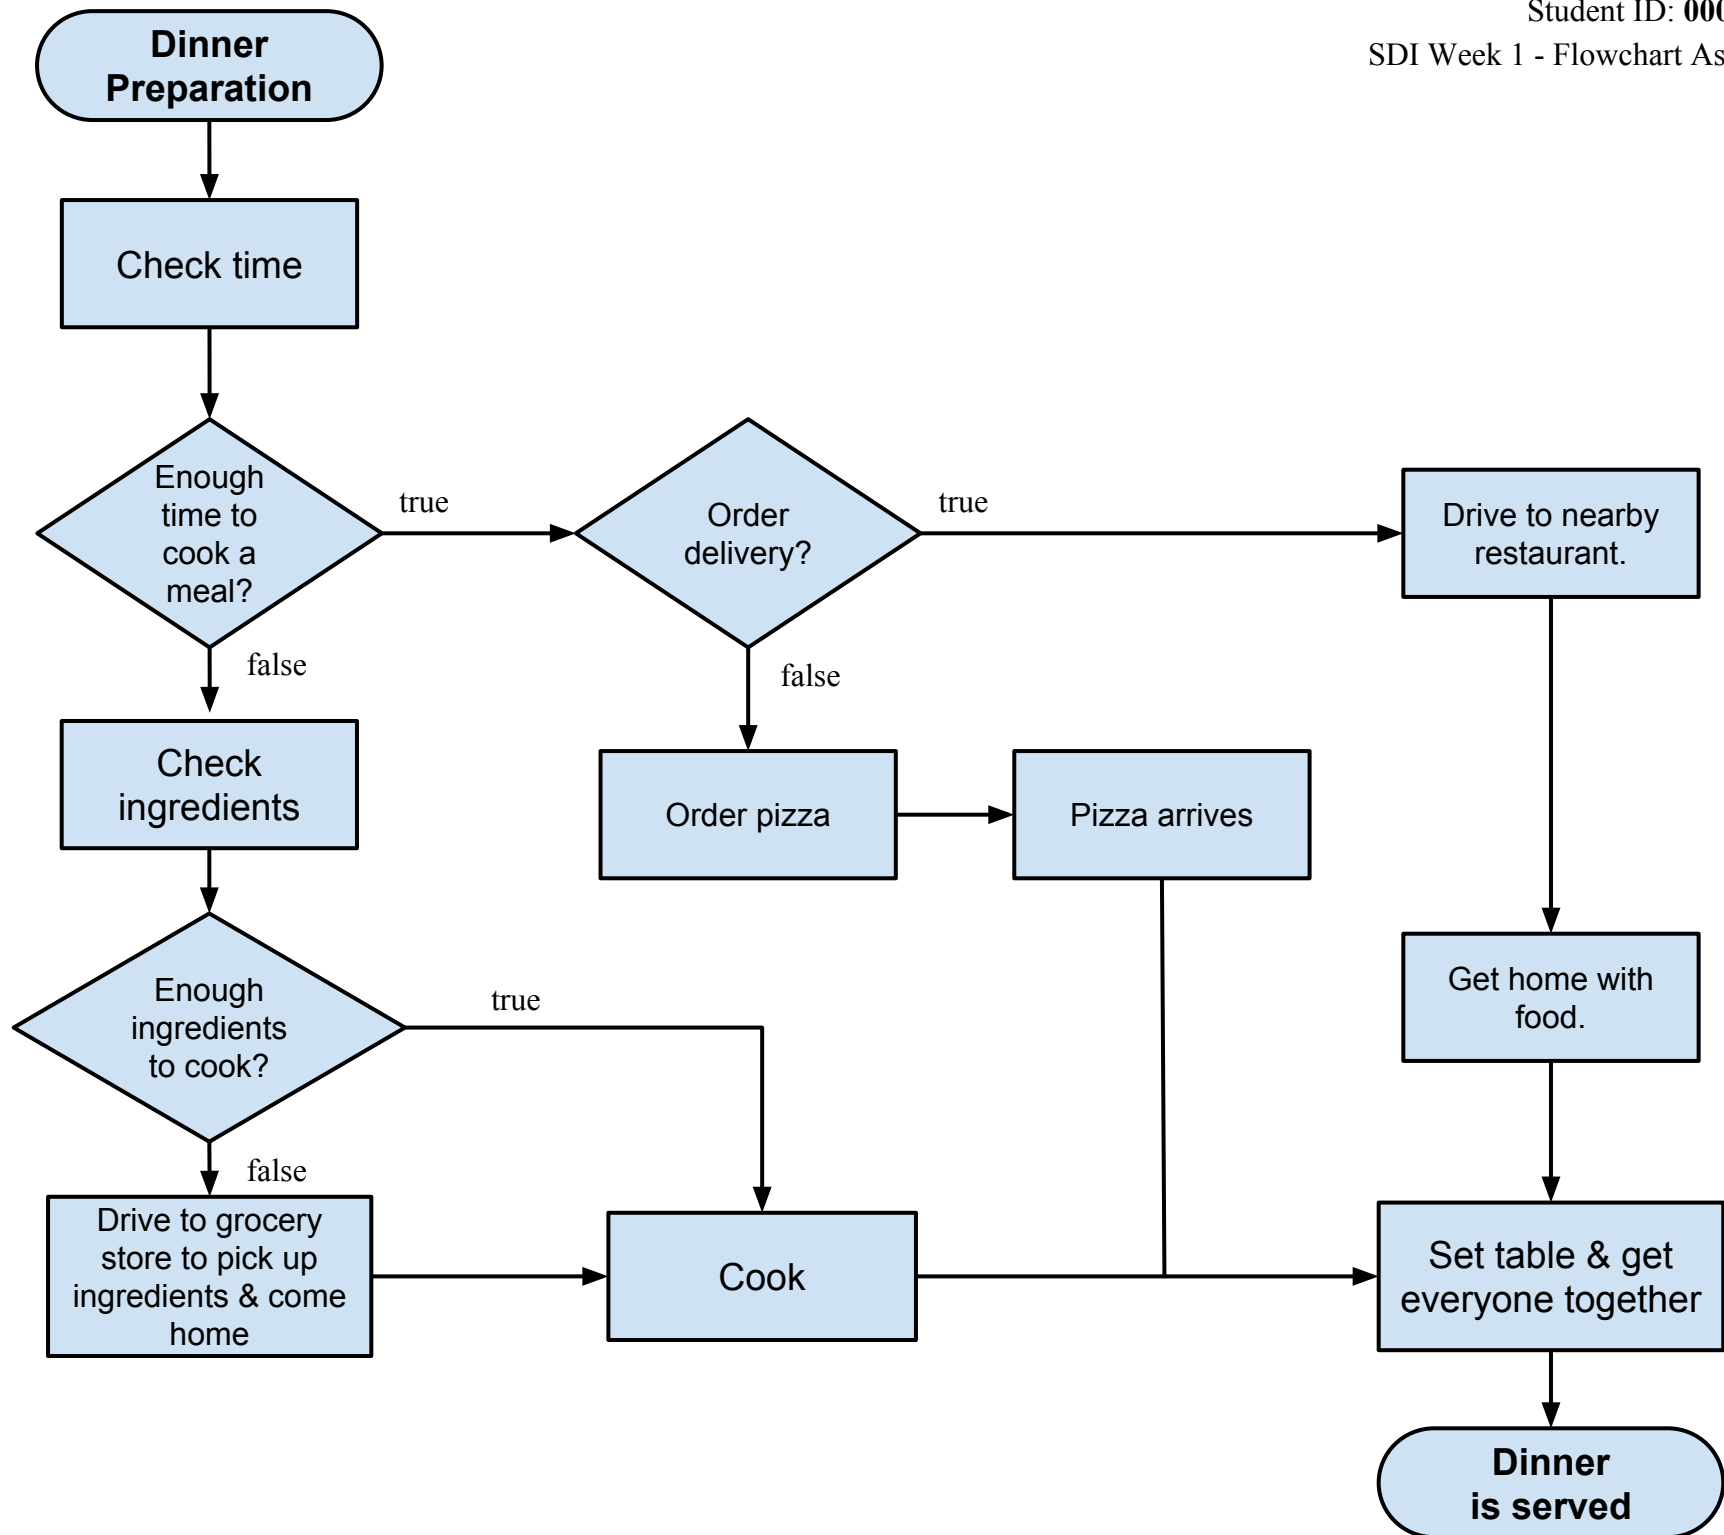 Student ID: 000
SDI Week 1 - Flowchart As
Dinner
Preparation
Check time
Enough
time to
cook a
meal?
true
Order
delivery?
true
Drive to nearby
restaurant.
false
false
Check
ingredients
Order pizza
Pizza arrives
Enough
ingredients
to cook?
true
Get home with
food.
false
Drive to grocery
store to pick up
ingredients & come
home
Cook
Set table & get
everyone together
Dinner
is served